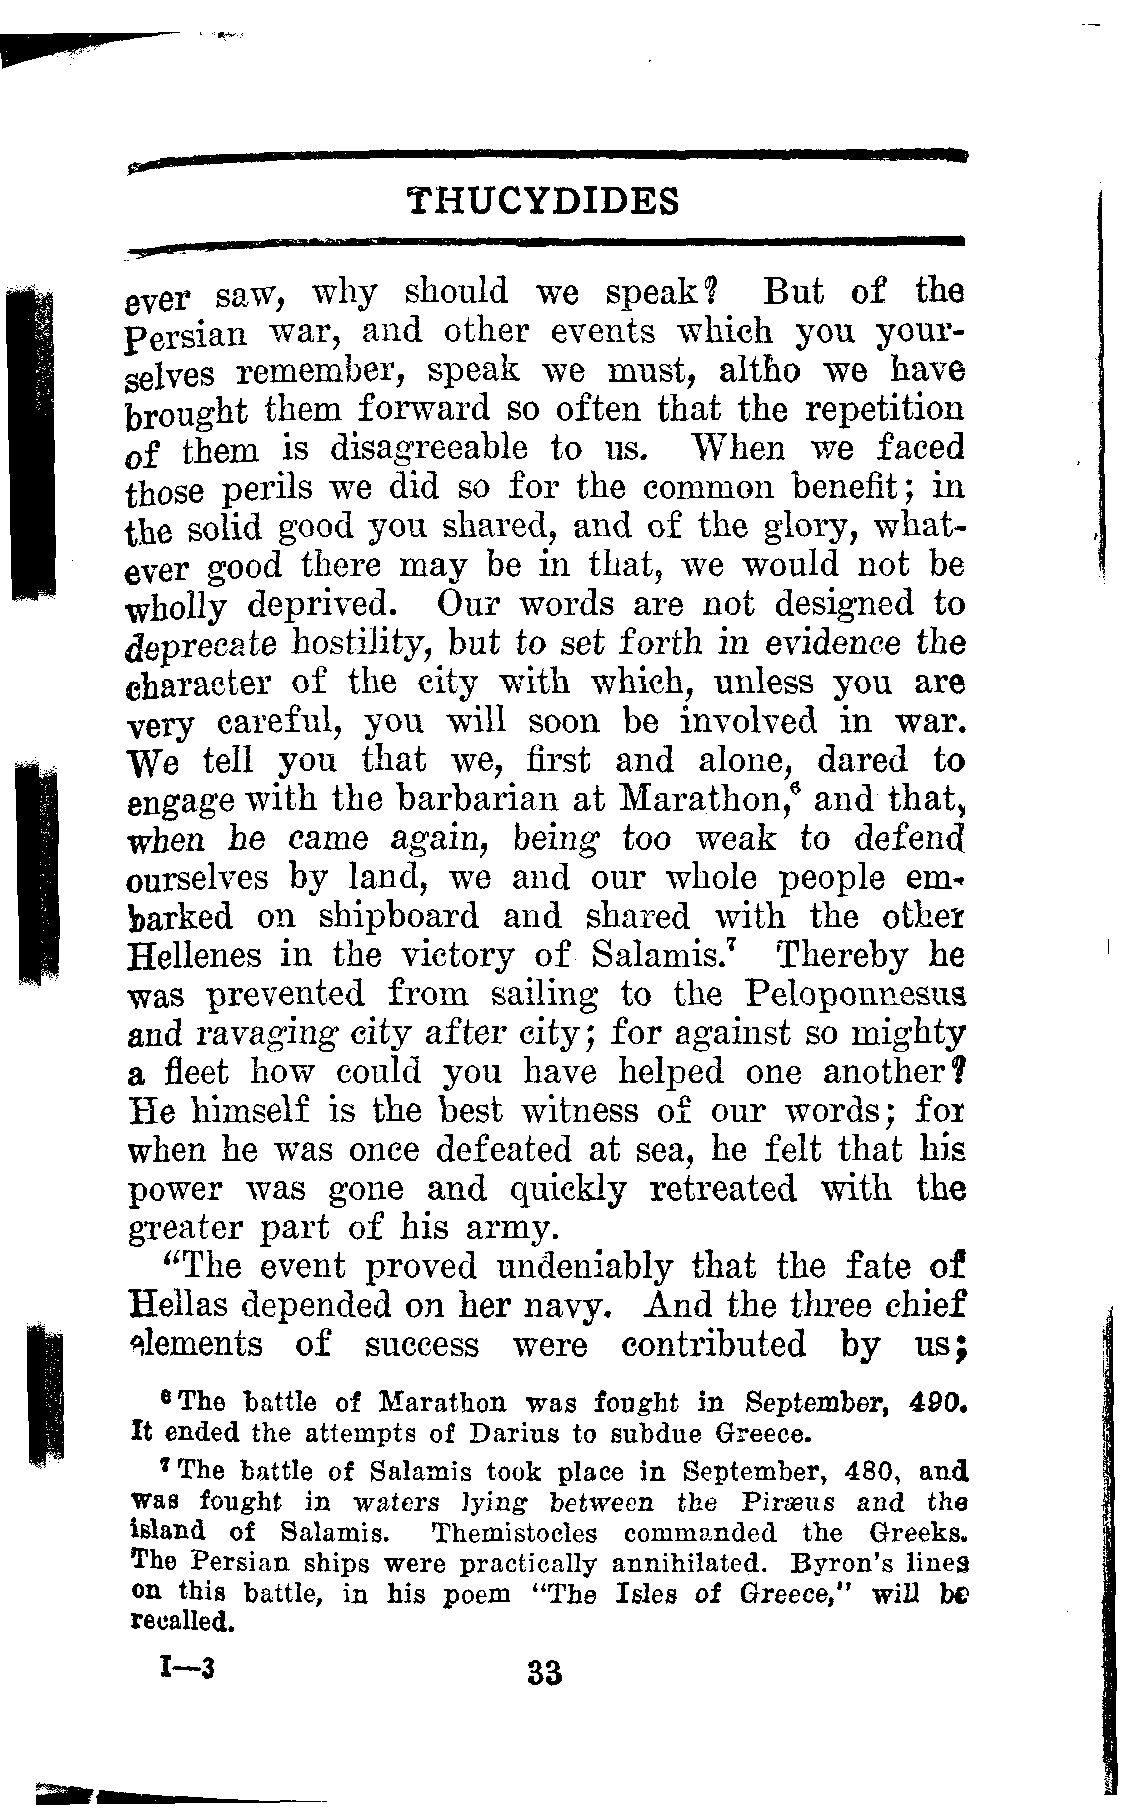 THUCYDIDES
ever saw, why should we speak? But of the
Persian war, and other events which you your-
selves remember, speak we must, altho we have
brought them forward so often that the repetition
of them is disagreeable to us. When we faced
those perils we did so for the common benefit; in
the solid good you shared, and of the glory, what-
ever good there may be in that, we would not be
wholly deprived. Our words are not designed to
deprecate hostility, but to set forth in evidence the
character of the city with which, unless you are
very careful, you will soon be involved in war.
We tell you that we, first and alone, dared to
engage with the barbarian at Marathon,⁶ and that,
when he came again, being too weak to defend
ourselves by land, we and our whole people em-
barked on shipboard and shared with the other
Hellenes in the victory of Salamis.⁷ Thereby he
was prevented from sailing to the Peloponnesus
and ravaging city after city; for against so mighty
a fleet how could you have helped one another?
He himself is the best witness of our words; for
when he was once defeated at sea, he felt that his
power was gone and quickly retreated with the
greater part of his army.
"The event proved undeniably that the fate of
Hellas depended on her navy. And the three chief
elements of success were contributed by us;
⁶ The battle of Marathon was fought in September, 490.
It ended the attempts of Darius to subdue Greece.
⁷ The battle of Salamis took place in September, 480, and
was fought in waters lying between the Piræus and the
island of Salamis. Themistocles commanded the Greeks.
The Persian ships were practically annihilated. Byron's lines
on this battle, in his poem "The Isles of Greece," will be
recalled.
I—3 33